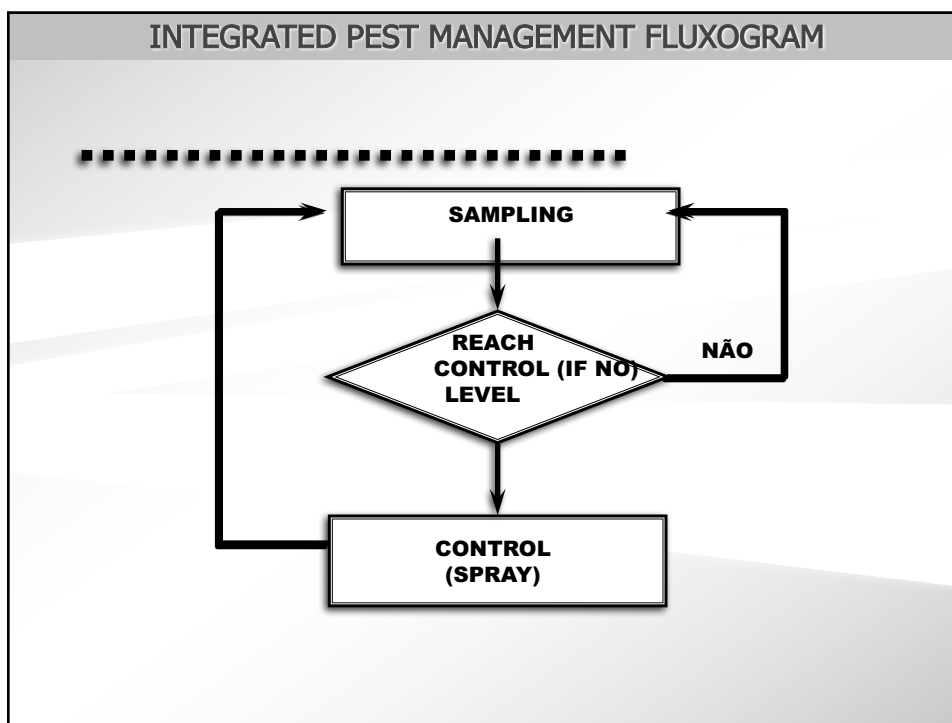 INTEGRATED PEST MANAGEMENT FLUXOGRAM
SAMPLING
REACH
CONTROL (IF NO)
LEVEL
NÃO
CONTROL
(SPRAY)